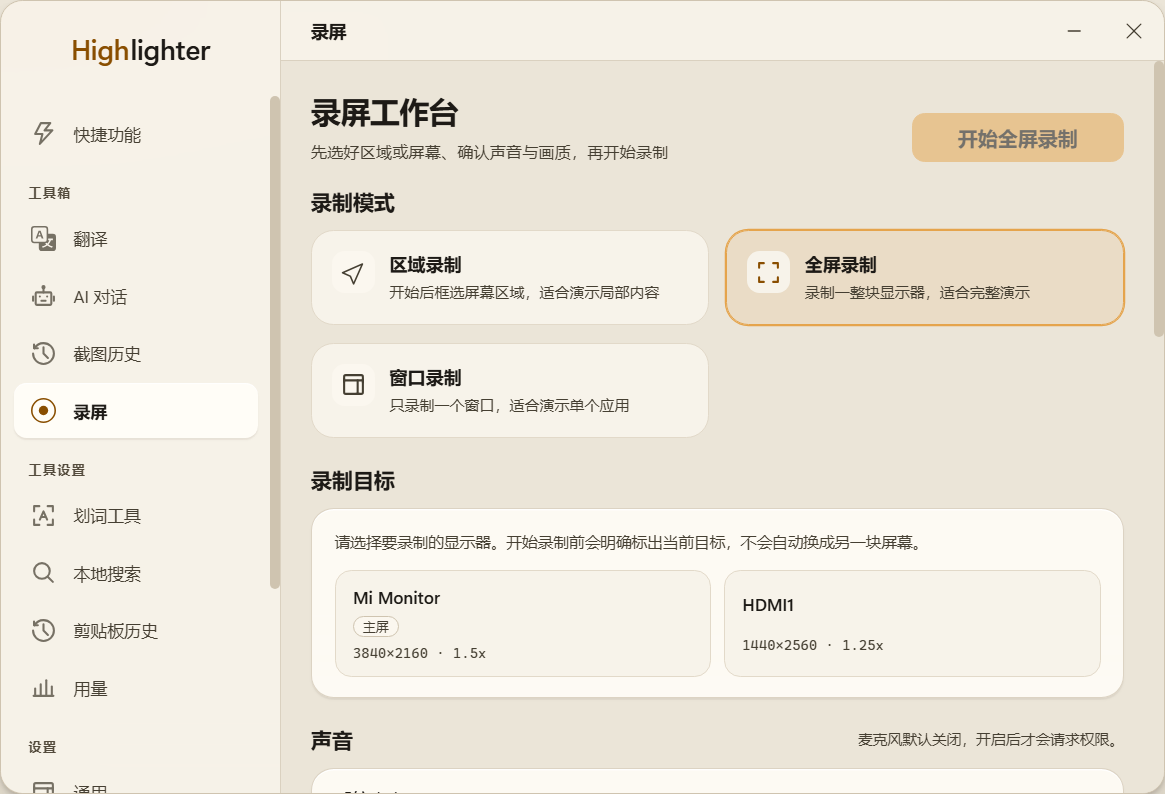 Highlighter
快捷功能
工具箱
翻译
AI 对话
截图历史
录屏
工具设置
划词工具
本地搜索
剪贴板历史
用量
设置
通用
录屏
录屏工作台
先选好区域或屏幕、确认声音与画质，再开始录制
开始全屏录制
录制模式
区域录制
开始后框选屏幕区域，适合演示局部内容
全屏录制
录制一整块显示器，适合完整演示
窗口录制
只录制一个窗口，适合演示单个应用
录制目标
请选择要录制的显示器。开始录制前会明确标出当前目标，不会自动换成另一块屏幕。
Mi Monitor
主屏
3840×2160 · 1.5x
HDMI1
1440×2560 · 1.25x
声音
麦克风默认关闭，开启后才会请求权限。